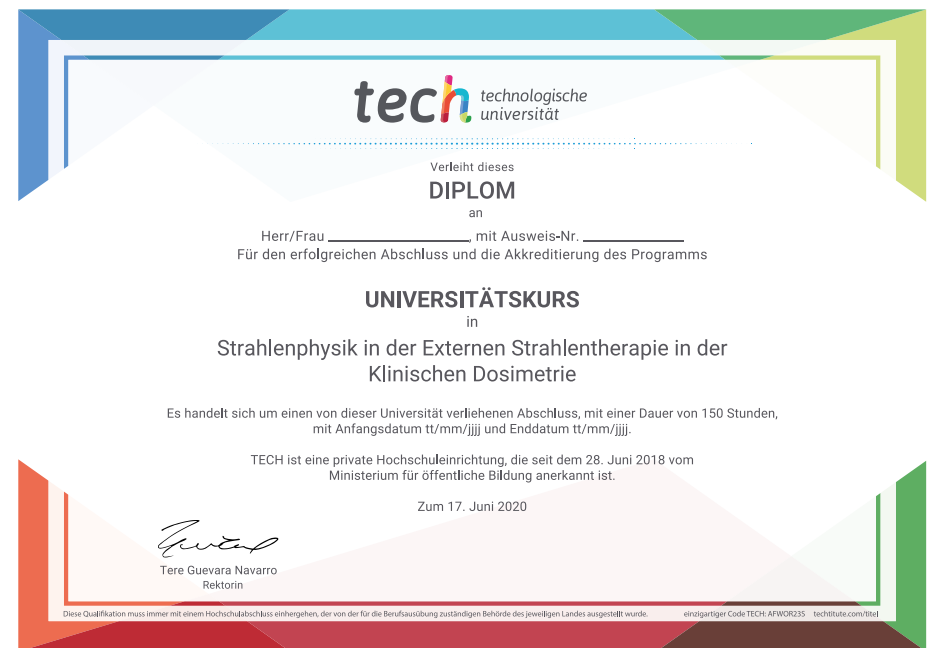 tech technologische
universität
Verleiht dieses
DIPLOM
an
Herr/Frau ____________________, mit Ausweis-Nr. ______________
Für den erfolgreichen Abschluss und die Akkreditierung des Programms
UNIVERSITÄTSKURS
in
Strahlenphysik in der Externen Strahlentherapie in der
Klinischen Dosimetrie
Es handelt sich um einen von dieser Universität verliehenen Abschluss, mit einer Dauer von 150 Stunden,
mit Anfangsdatum tt/mm/jjjj und Enddatum tt/mm/jjjj.
TECH ist eine private Hochschuleinrichtung, die seit dem 28. Juni 2018 vom
Ministerium für öffentliche Bildung anerkannt ist.
Zum 17. Juni 2020
Tere Guevara Navarro
Rektorin
Diese Qualifikation muss immer mit einem Hochschulabschluss einhergehen, der von der für die Berufsausübung zuständigen Behörde des jeweiligen Landes ausgestellt wurde. einzigartiger Code TECH: AFWOR23S techtitute.com/titel